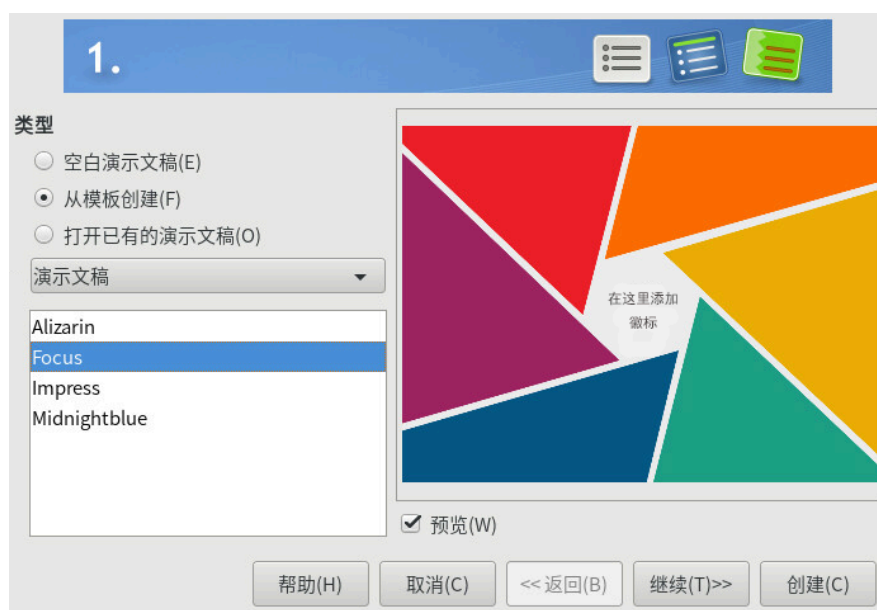 1.
类型
空白演示文稿(E)
从模板创建(F)
打开已有的演示文稿(O)
演示文稿
Alizarin
Focus
Impress
Midnightblue
在这里添加
徽标
预览(W)
帮助(H)
取消(C)
<<返回(B)
继续(T)>>
创建(C)